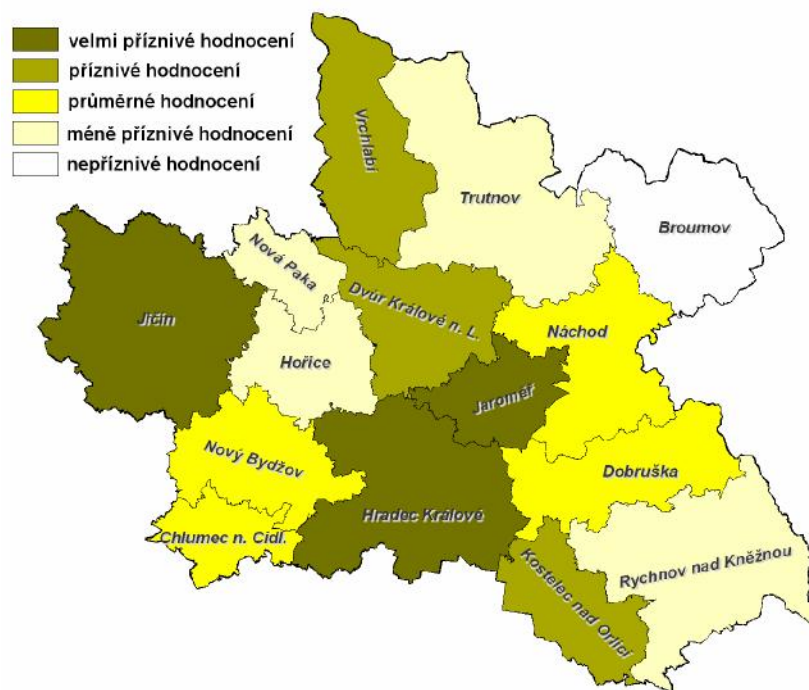 velmi příznivé hodnocení
příznivé hodnocení
průměrné hodnocení
méně příznivé hodnocení
nepříznivé hodnocení
Vrchlabí
Trutnov
Broumov
Nová Paka
Dvůr Králové n. L.
Jičín
Náchod
Hořice
Jaroměř
Nový Bydžov
Dobruška
Hradec Králové
Chlumec n. Cidl.
Rychnov nad Kněžnou
Kostelec nad Orlicí